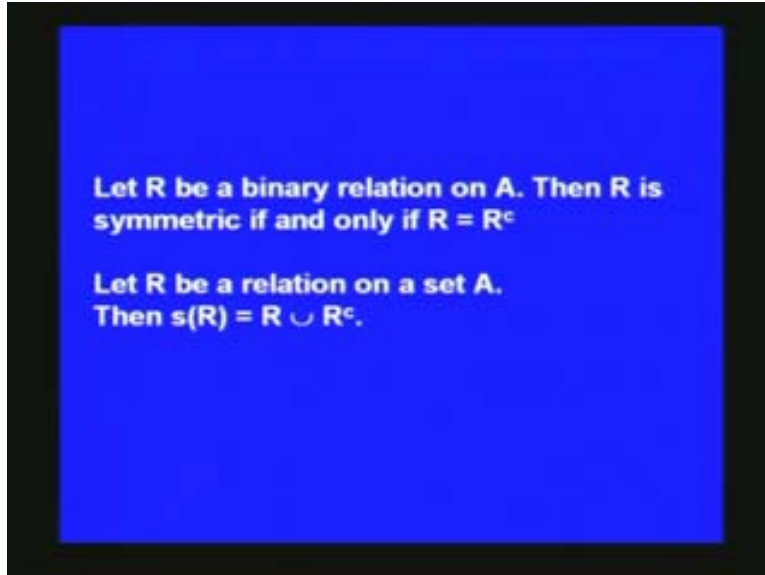 Let R be a binary relation on A. Then R is
symmetric if and only if R = Rᶜ
Let R be a relation on a set A.
Then s(R) = R ∪ Rᶜ.